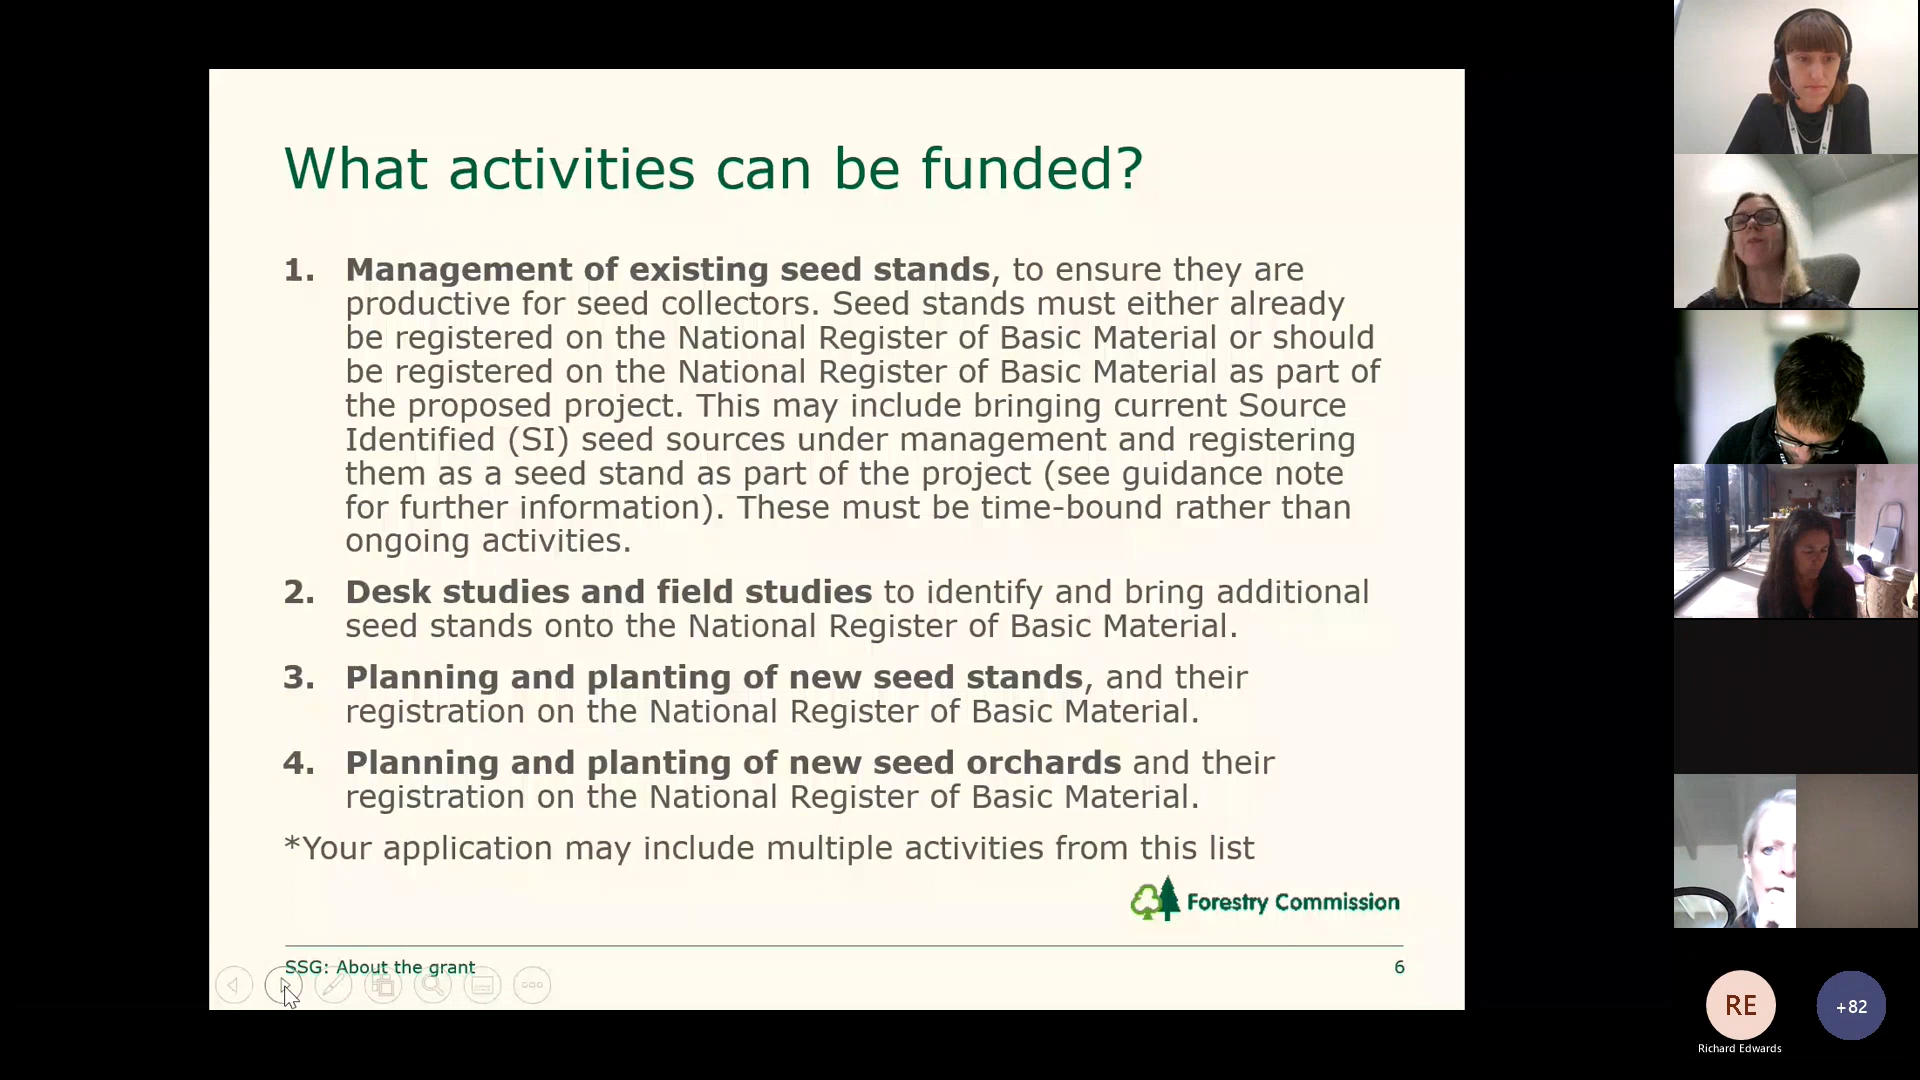 What activities can be funded?
1. Management of existing seed stands, to ensure they are
productive for seed collectors. Seed stands must either already
be registered on the National Register of Basic Material or should
be registered on the National Register of Basic Material as part of
the proposed project. This may include bringing current Source
Identified (SI) seed sources under management and registering
them as a seed stand as part of the project (see guidance note
for further information). These must be time-bound rather than
ongoing activities.
2. Desk studies and field studies to identify and bring additional
seed stands onto the National Register of Basic Material.
3. Planning and planting of new seed stands, and their
registration on the National Register of Basic Material.
4. Planning and planting of new seed orchards and their
registration on the National Register of Basic Material.
*Your application may include multiple activities from this list
Forestry Commission
SSG: About the grant
6
RE
Richard Edwards
+82